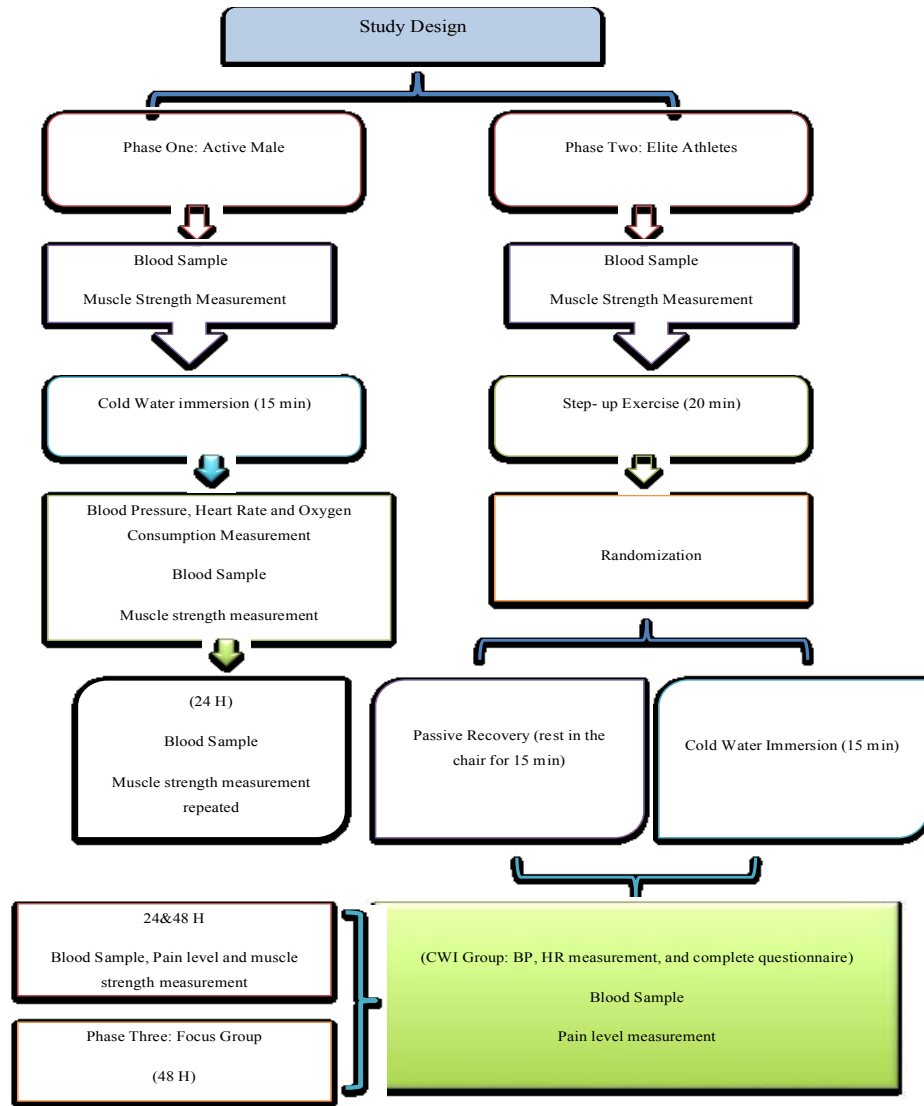 Study Design
Phase One: Active Male
Phase Two: Elite Athletes
Blood Sample
Muscle Strength Measurement
Blood Sample
Muscle Strength Measurement
Cold Water immersion (15 min)
Step- up Exercise (20 min)
Blood Pressure, Heart Rate and Oxygen
Consumption Measurement
Blood Sample
Muscle strength measurement
Randomization
(24 H)
Blood Sample
Muscle strength measurement
repeated
Passive Recovery (rest in the
chair for 15 min)
Cold Water Immersion (15 min)
24&48 H
Blood Sample, Pain level and muscle
strength measurement
Phase Three: Focus Group
(48 H)
(CWI Group: BP, HR measurement, and complete questionnaire)
Blood Sample
Pain level measurement